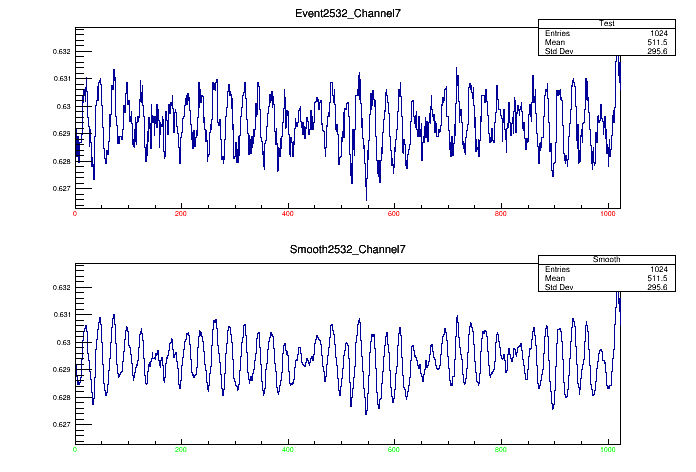 Event2532_Channel7
Test
Entries 1024
Mean 511.5
Std Dev 295.6
0.632
0.631
0.63
0.629
0.628
0.627
0 200 400 600 800 1000
Smooth2532_Channel7
Smooth
Entries 1024
Mean 511.5
Std Dev 295.6
0.632
0.631
0.63
0.629
0.628
0.627
0 200 400 600 800 1000